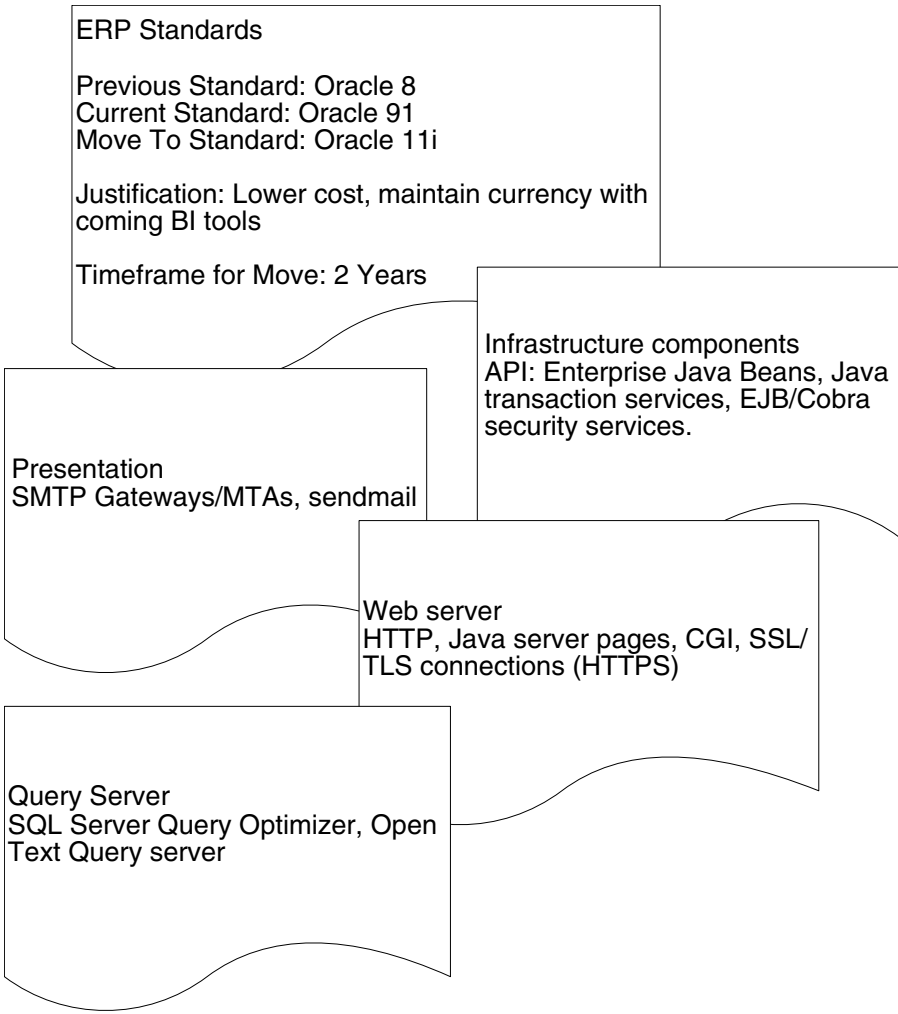 ERP Standards
Previous Standard: Oracle 8
Current Standard: Oracle 91
Move To Standard: Oracle 11i
Justification: Lower cost, maintain currency with
coming BI tools
Timeframe for Move: 2 Years
Infrastructure components
API: Enterprise Java Beans, Java
transaction services, EJB/Cobra
security services.
Presentation
SMTP Gateways/MTAs, sendmail
Web server
HTTP, Java server pages, CGI, SSL/
TLS connections (HTTPS)
Query Server
SQL Server Query Optimizer, Open
Text Query server